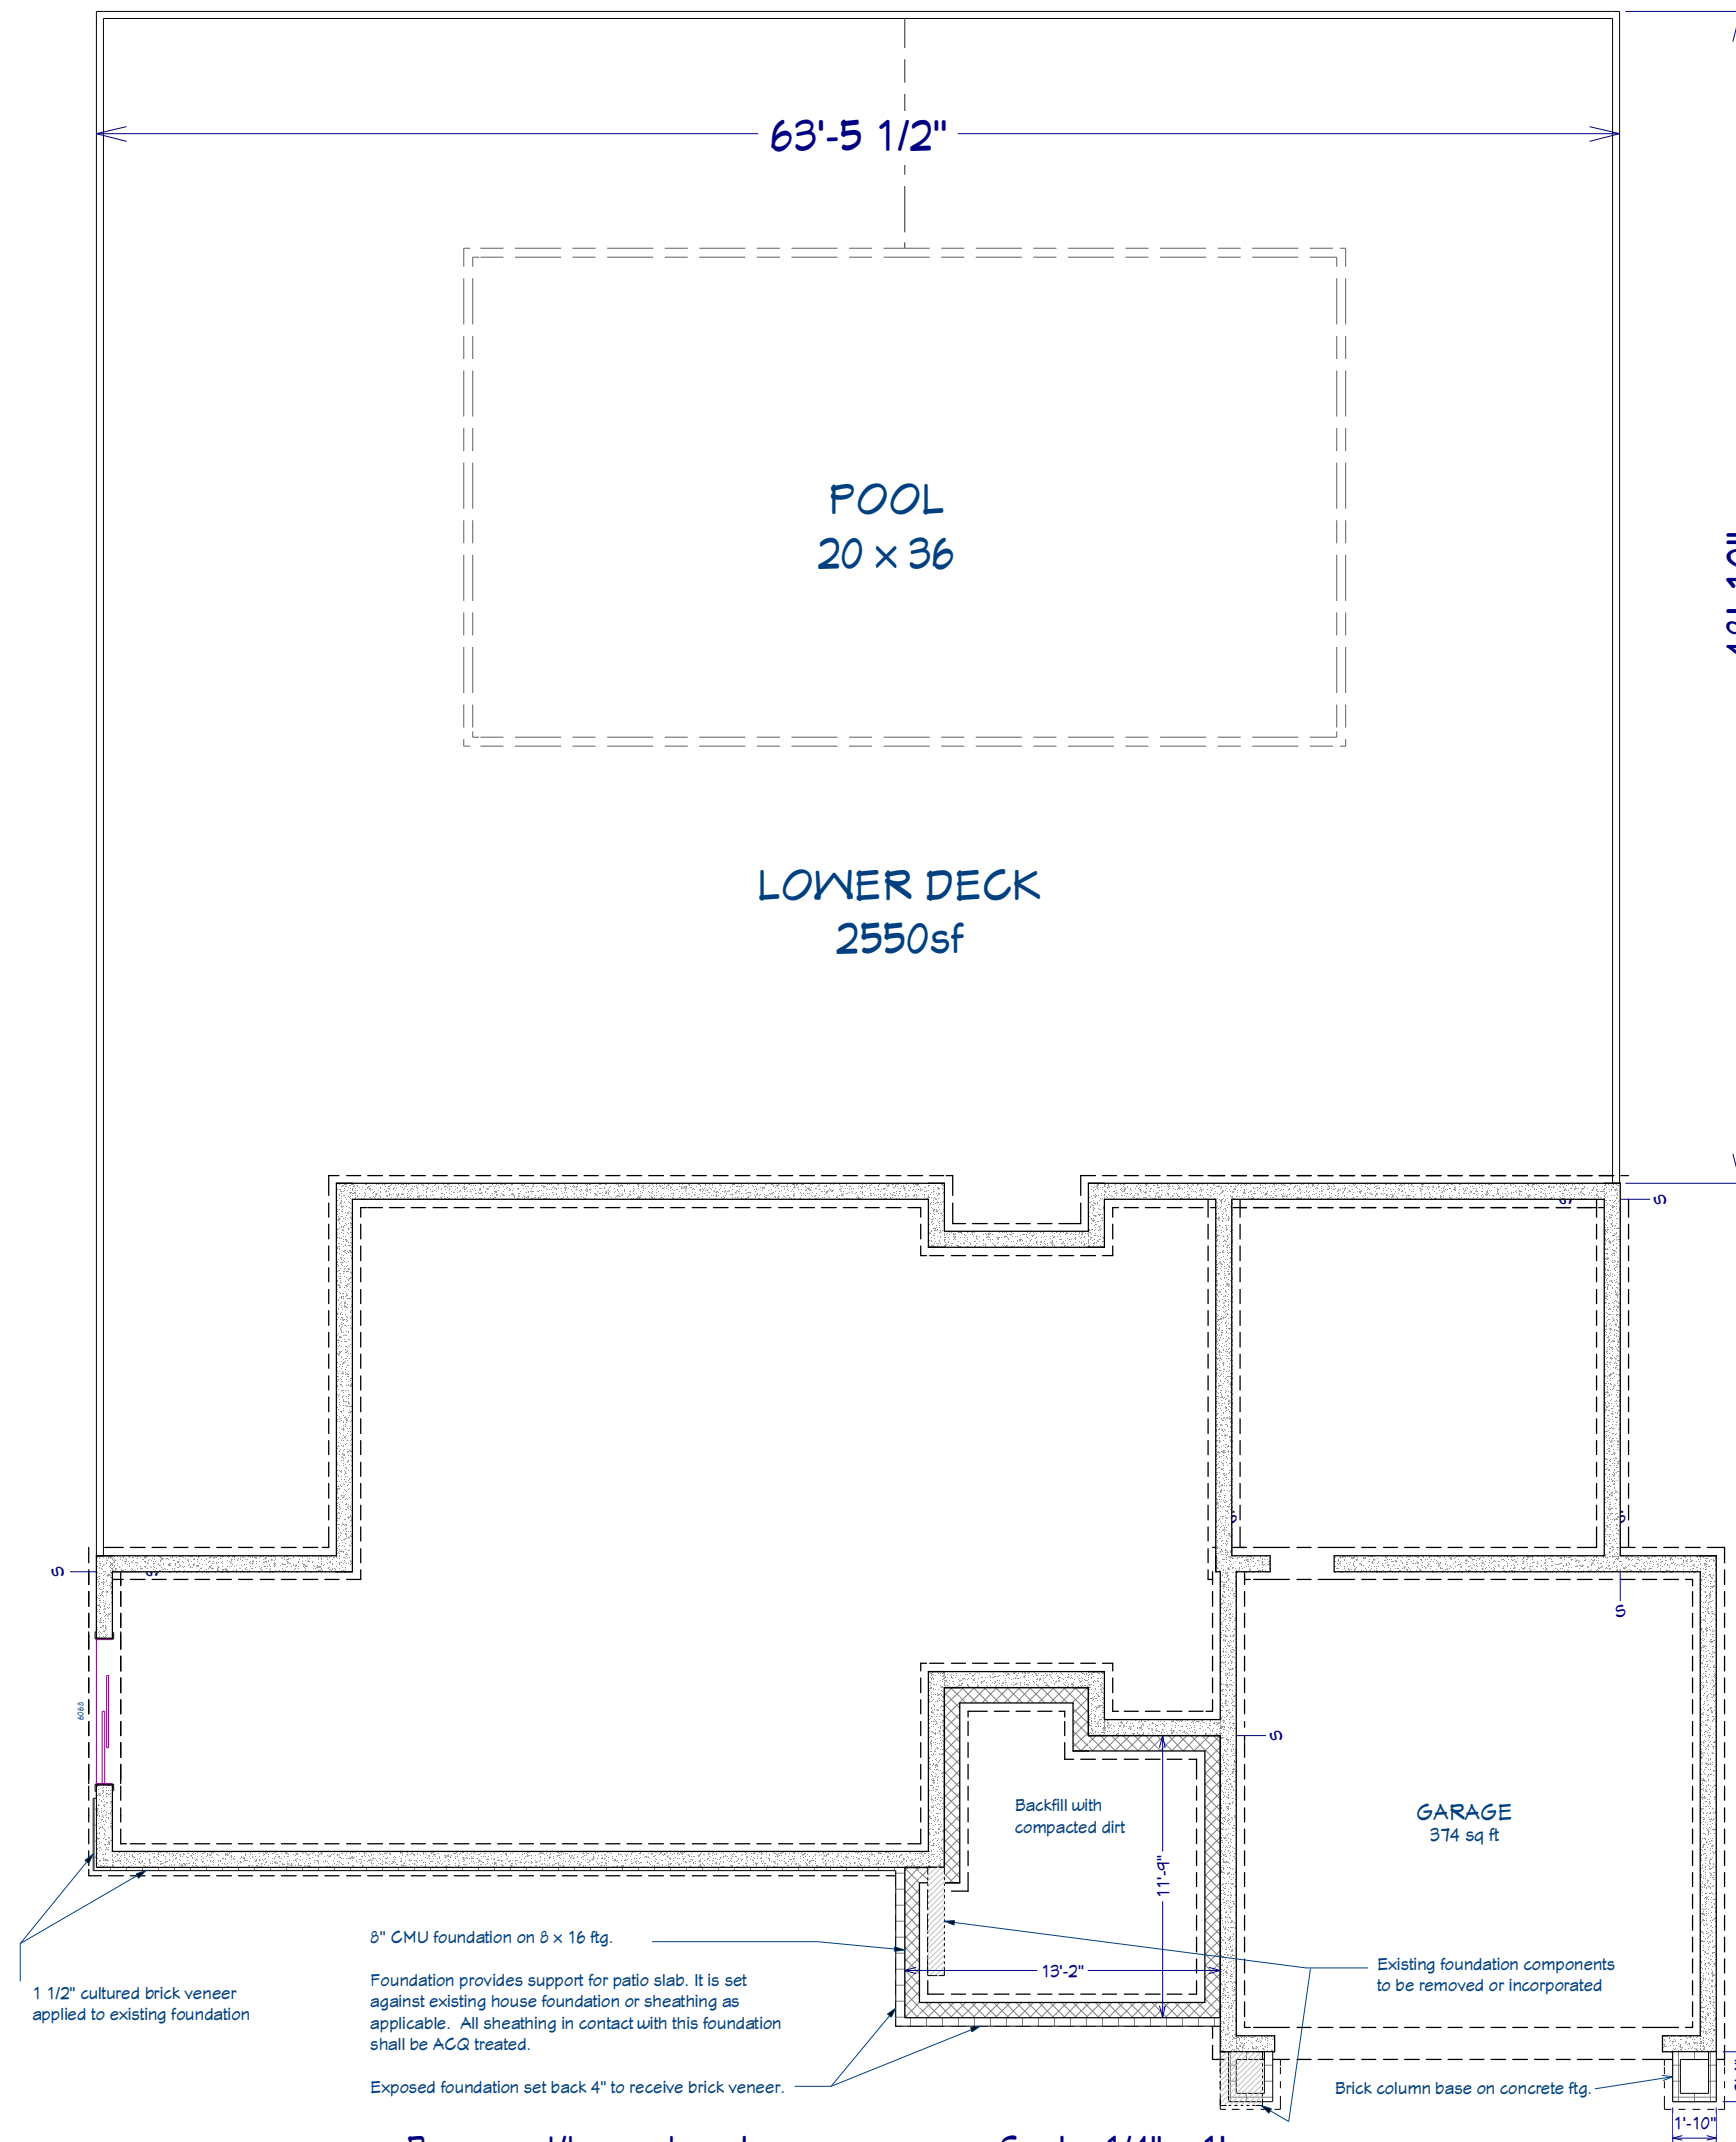 63'-5 1/2"
POOL
20 x 36
LOWER DECK
2550sf
S
S
S
S
S
S
S
S
6068
Backfill with
compacted dirt
GARAGE
374 sq ft
11'-9"
13'-2"
8" CMU foundation on 8 x 16 ftg.
Foundation provides support for patio slab. It is set
against existing house foundation or sheathing as
applicable. All sheathing in contact with this foundation
shall be ACQ treated.
Exposed foundation set back 4" to receive brick veneer.
1 1/2" cultured brick veneer
applied to existing foundation
Existing foundation components
to be removed or incorporated
Brick column base on concrete ftg.
1'-10"